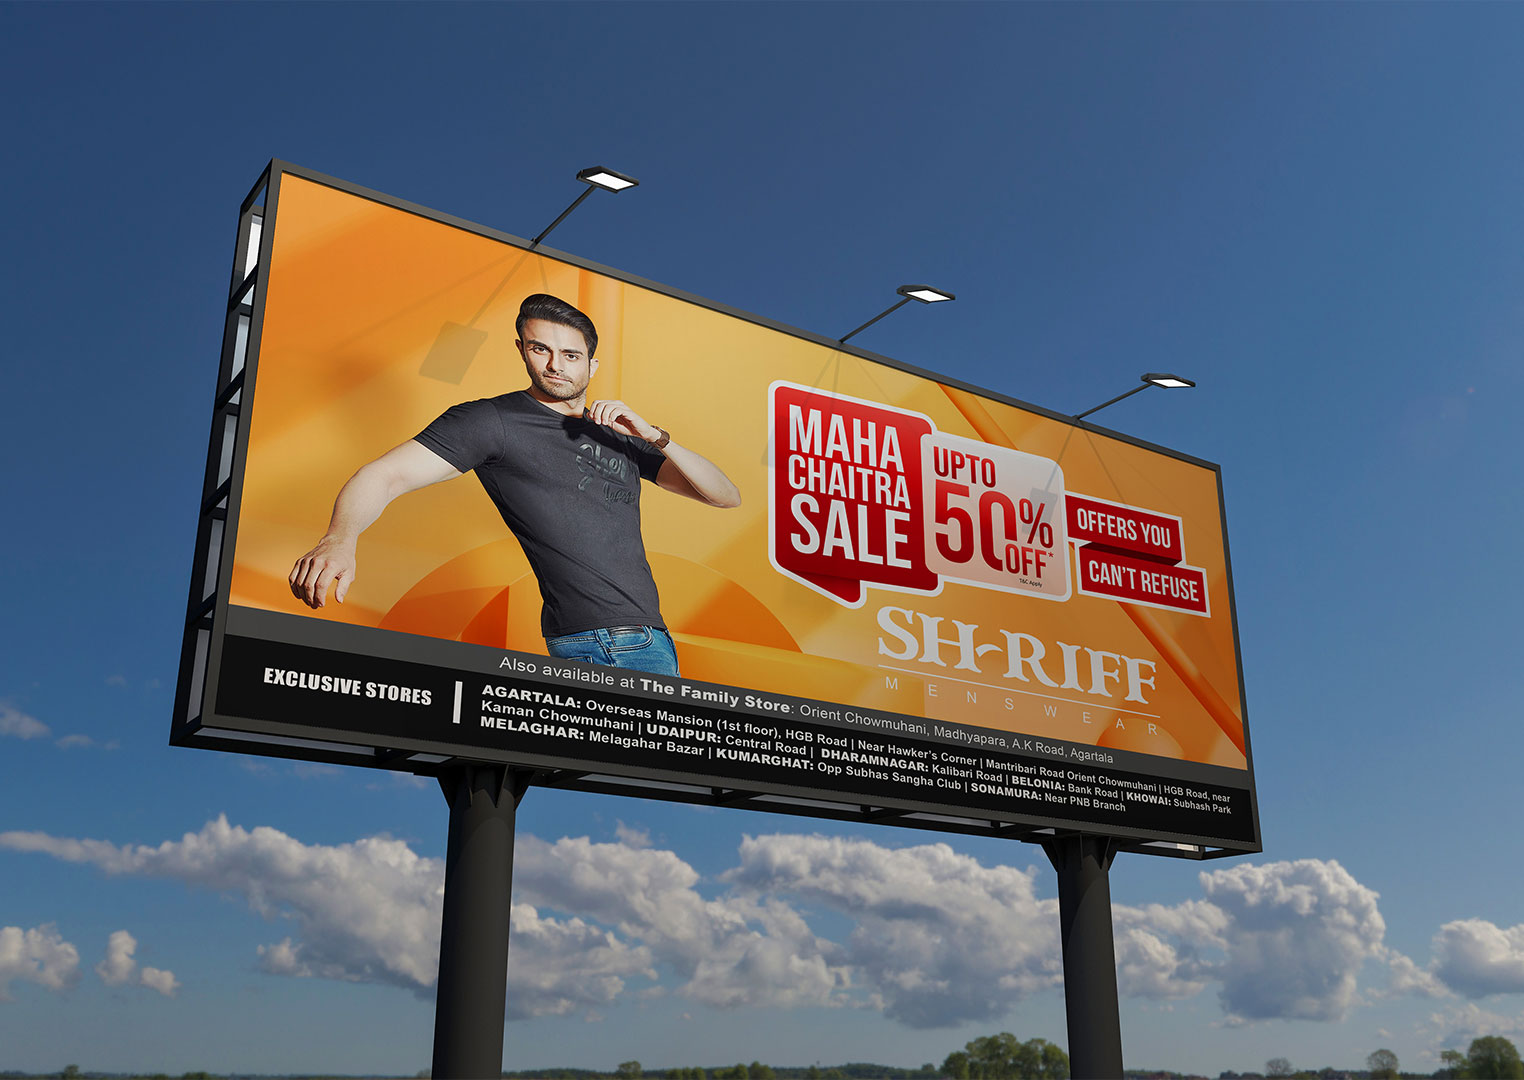 MAHA
CHAITRA
SALE
UPTO
50%
OFF*
T&C Apply
OFFERS YOU
CAN'T REFUSE
SH-RIFF
MENSWEAR
Also available at The Family Store: Orient Chowmuhani, Madhyapara, A.K Road, Agartala
EXCLUSIVE STORES
AGARTALA: Overseas Mansion (1st floor), HGB Road | Near Hawker's Corner | Mantribari Road Orient Chowmuhani | HGB Road, near
Kaman Chowmuhani | UDAIPUR: Central Road | DHARAMNAGAR: Kalibari Road | BELONIA: Bank Road | KHOWAI: Subhash Park
MELAGHAR: Melagahar Bazar | KUMARGHAT: Opp Subhas Sangha Club | SONAMURA: Near PNB Branch